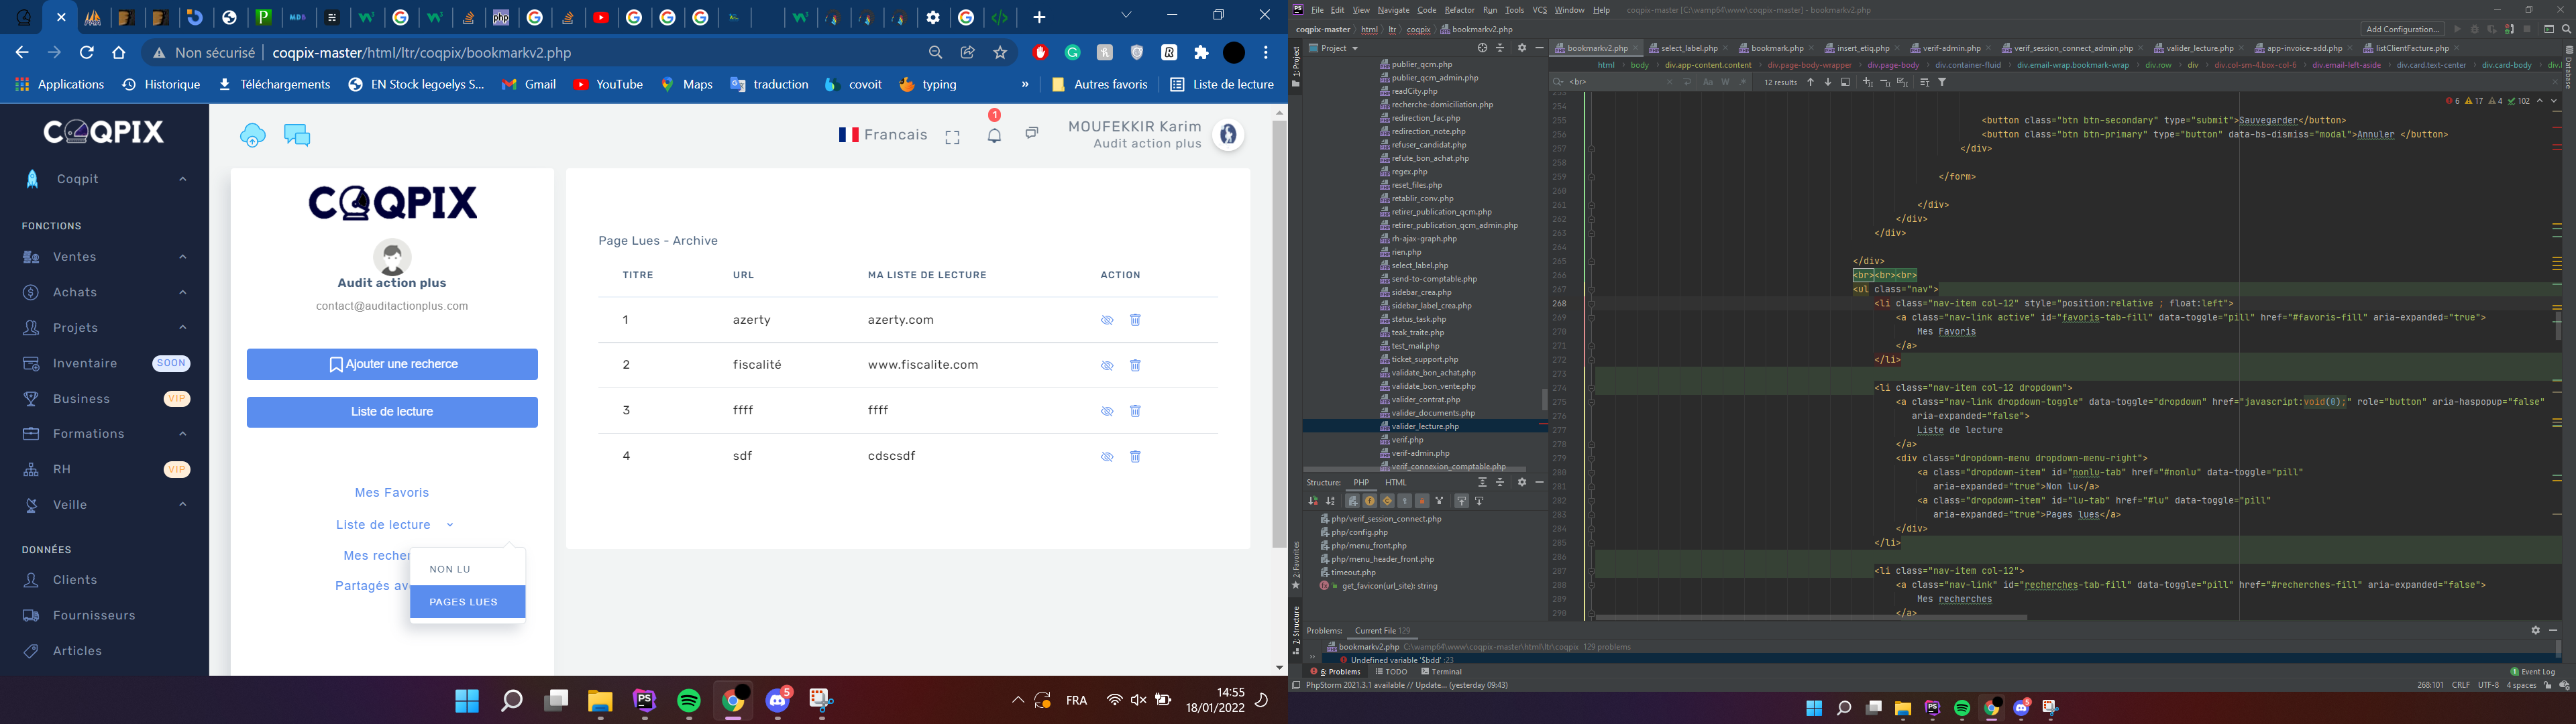 Non sécurisé | coqpix-master/html/ltr/coqpix/bookmarkv2.php
Applications Historique Téléchargements EN Stock legoelys S... Gmail YouTube Maps traduction covoit typing » Autres favoris Liste de lecture
COQPIX
Coqpit
FONCTIONS
Ventes
Achats
Projets
Inventaire SOON
Business VIP
Formations
RH VIP
Veille
DONNÉES
Clients
Fournisseurs
Articles
Francais
1
MOUFEKKIR Karim
Audit action plus
COQPIX
Audit action plus
contact@auditactionplus.com
Ajouter une recherce
Liste de lecture
Mes Favoris
Liste de lecture
Mes recher
Partagés av
NON LU
PAGES LUES
Page Lues - Archive
TITRE URL MA LISTE DE LECTURE ACTION
1 azerty azerty.com
2 fiscalité www.fiscalite.com
3 ffff ffff
4 sdf cdscsdf
FRA
14:55
18/01/2022
File Edit View Navigate Code Refactor Run Tools VCS Window Help coqpix-master [C:\wamp64\www\coqpix-master] - bookmarkv2.php
coqpix-master html ltr coqpix bookmarkv2.php
Add Configuration...
Project
1: Project
publier_qcm.php
publier_qcm_admin.php
readCity.php
recherche-domiciliation.php
redirection_fac.php
redirection_note.php
refuser_candidat.php
refute_bon_achat.php
regex.php
reset_files.php
retablir_conv.php
retirer_publication_qcm.php
retirer_publication_qcm_admin.php
rh-ajax-graph.php
rien.php
select_label.php
send-to-comptable.php
sidebar_crea.php
sidebar_label_crea.php
status_task.php
teak_traite.php
test_mail.php
ticket_support.php
validate_bon_achat.php
validate_bon_vente.php
valider_contrat.php
valider_documents.php
valider_lecture.php
verif.php
verif-admin.php
verif_connexion_comptable.php
Structure: PHP HTML
php/verif_session_connect.php
php/config.php
php/menu_front.php
php/menu_header_front.php
timeout.php
get_favicon(url_site): string
2: Favorites
7: Structure
bookmarkv2.php select_label.php bookmark.php insert_etiq.php verif-admin.php verif_session_connect_admin.php valider_lecture.php app-invoice-add.php listClientFacture.php
Database
html body div.app-content.content div.page-body-wrapper div.page-body div.container-fluid div.email-wrap.bookmark-wrap div.row div div.col-sm-4.box-col-6 div.email-left-aside div.card.text-center div.card-body
<br> 12 results
6 17 4 102
254
255 <button class="btn btn-secondary" type="submit">Sauvegarder</button>
256 <button class="btn btn-primary" type="button" data-bs-dismiss="modal">Annuler </button>
257 </div>
258
259 </form>
260
261 </div>
262 </div>
263 </div>
264
265 </div>
266 <br><br><br>
267 <ul class="nav">
268 <li class="nav-item col-12" style="position:relative ; float:left">
269 <a class="nav-link active" id="favoris-tab-fill" data-toggle="pill" href="#favoris-fill" aria-expanded="true">
270 Mes Favoris
271 </a>
272 </li>
273
274 <li class="nav-item col-12 dropdown">
275 <a class="nav-link dropdown-toggle" data-toggle="dropdown" href="javascript:void(0);" role="button" aria-haspopup="false"
276 aria-expanded="false">
277 Liste de lecture
278 </a>
279 <div class="dropdown-menu dropdown-menu-right">
280 <a class="dropdown-item" id="nonlu-tab" href="#nonlu" data-toggle="pill"
281 aria-expanded="true">Non lu</a>
282 <a class="dropdown-item" id="lu-tab" href="#lu" data-toggle="pill"
283 aria-expanded="true">Pages lues</a>
284 </div>
285 </li>
286
287 <li class="nav-item col-12">
288 <a class="nav-link" id="recherches-tab-fill" data-toggle="pill" href="#recherches-fill" aria-expanded="false">
289 Mes recherches
290 </a>
Problems: Current File 129
bookmarkv2.php C:\wamp64\www\coqpix-master\html\ltr\coqpix 129 problems
Undefined variable '$bdd' :23
6: Problems TODO Terminal 1 Event Log
PhpStorm 2021.3.1 available // Update... (yesterday 09:43) 268:101 CRLF UTF-8 4 spaces